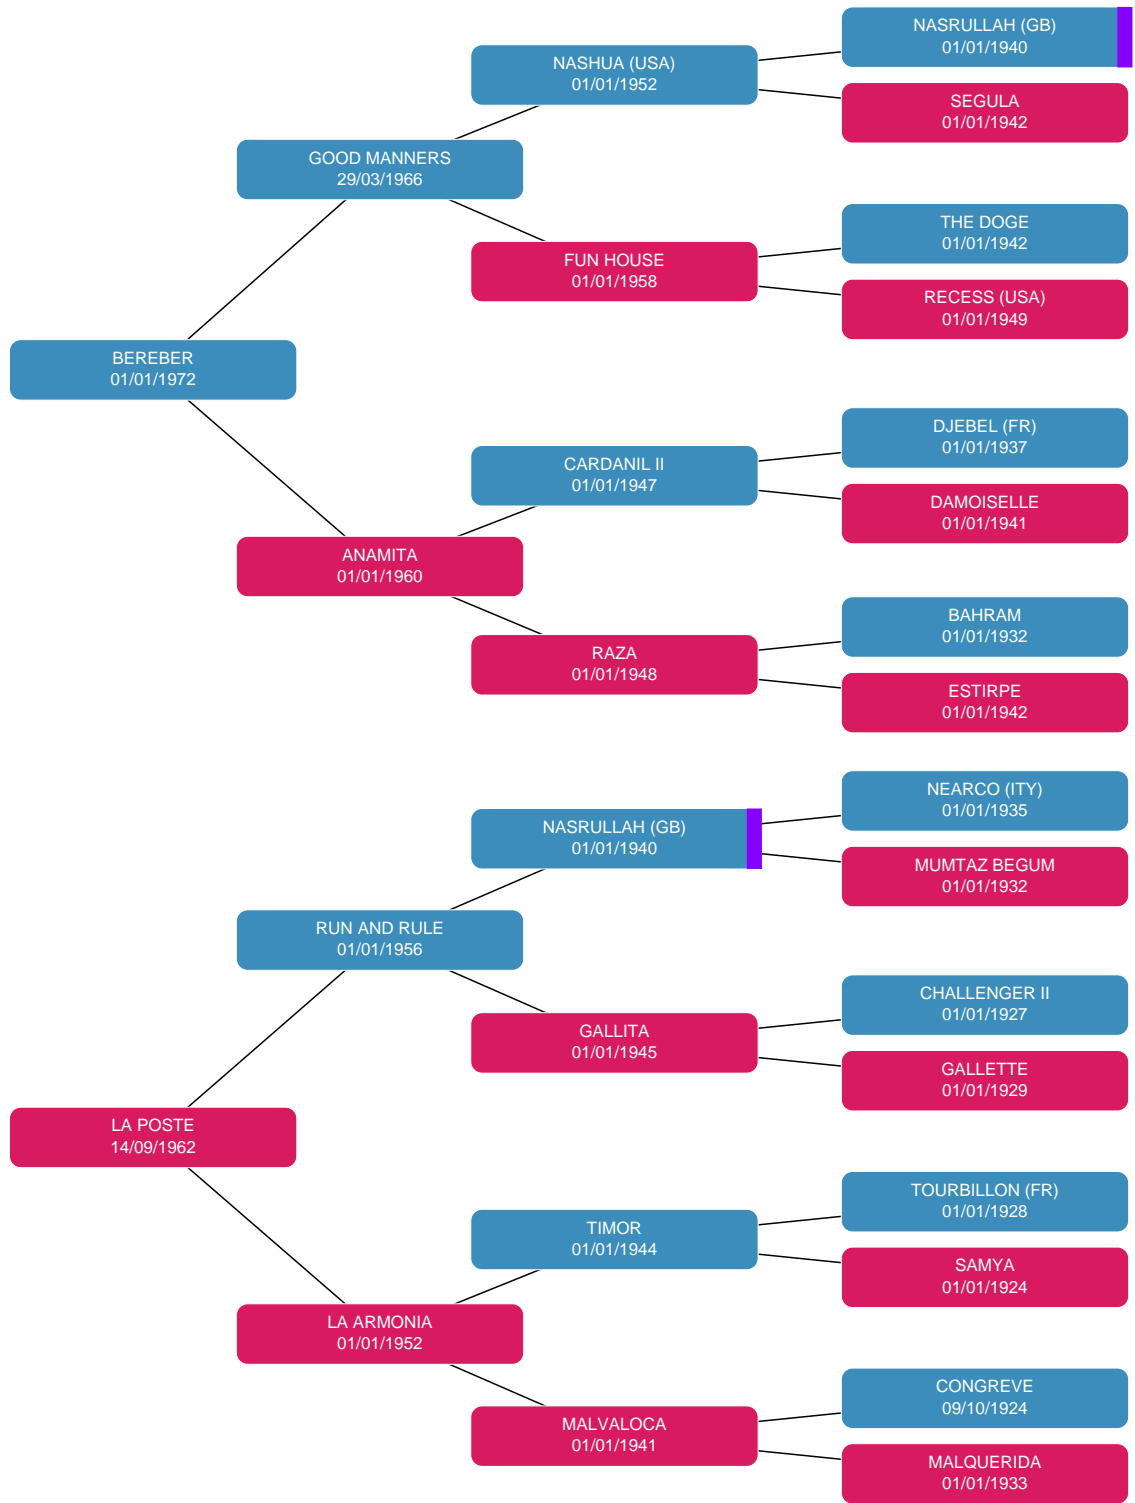 NASRULLAH (GB)
01/01/1940
NASHUA (USA)
01/01/1952
SEGULA
01/01/1942
GOOD MANNERS
29/03/1966
THE DOGE
01/01/1942
FUN HOUSE
01/01/1958
RECESS (USA)
01/01/1949
BEREBER
01/01/1972
DJEBEL (FR)
01/01/1937
CARDANIL II
01/01/1947
DAMOISELLE
01/01/1941
ANAMITA
01/01/1960
BAHRAM
01/01/1932
RAZA
01/01/1948
ESTIRPE
01/01/1942
NEARCO (ITY)
01/01/1935
NASRULLAH (GB)
01/01/1940
MUMTAZ BEGUM
01/01/1932
RUN AND RULE
01/01/1956
CHALLENGER II
01/01/1927
GALLITA
01/01/1945
GALLETTE
01/01/1929
LA POSTE
14/09/1962
TOURBILLON (FR)
01/01/1928
TIMOR
01/01/1944
SAMYA
01/01/1924
LA ARMONIA
01/01/1952
CONGREVE
09/10/1924
MALVALOCA
01/01/1941
MALQUERIDA
01/01/1933